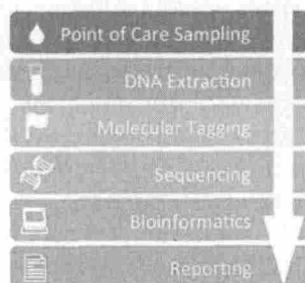 Point of Care Sampling
DNA Extraction
Molecular Tagging
Sequencing
Bioinformatics
Reporting